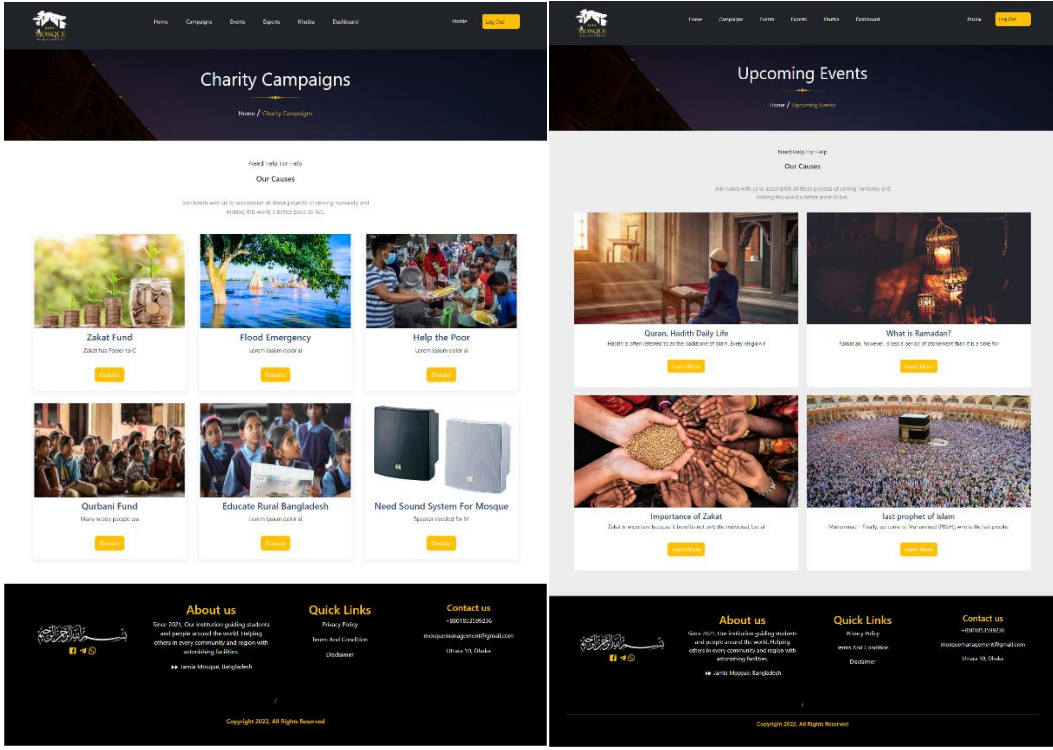 MOSQUE
Home Campaigns Events Experts Khutba Dashboard Profile Log Out
Charity Campaigns
Home / Charity Campaigns
Need Help For Help
Our Causes
Join hands with us to accomplish all these projects of serving humanity and
making this world a better place to live.
Zakat Fund
Zakat has Power to C
Donate
Flood Emergency
Lorem ipsum dolor si
Donate
Help the Poor
Lorem ipsum dolor si
Donate
Qurbani Fund
Many needy people wa
Donate
Educate Rural Bangladesh
Lorem ipsum dolor si
Donate
Need Sound System For Mosque
Speaker needed for M
Donate
About us
Since 2021, Our institution guiding students
and people around the world. Helping
others in every community and region with
astonishing facilities.
Jamia Mosque, Bangladesh
Quick Links
Privacy Policy
Terms And Condition
Disclaimer
Contact us
+8801853599236
mosquemanagement@gmail.com
Uttara 10, Dhaka
/
Copyright 2022, All Rights Reserved
MOSQUE
Home Campaigns Events Experts Khutba Dashboard Profile Log Out
Upcoming Events
Home / Upcoming Events
Need Help For Help
Our Causes
Join hands with us to accomplish all these projects of serving humanity and
making this world a better place to live.
Quran, Hadith Daily Life
Hadith is often referred to as the backbone of Islam. Every religion r
Learn More
What is Ramadan?
Ramadan, however, is less a period of atonement than it is a time for
Learn More
Importance of Zakat
Zakat is important because it benefits not only the individual, but al
Learn More
last prophet of islam
Muhammad – Finally, we come to Muhammad (PBUH), who is the last prophe
Learn More
About us
Since 2021, Our institution guiding students
and people around the world. Helping
others in every community and region with
astonishing facilities.
Jamia Mosque, Bangladesh
Quick Links
Privacy Policy
Terms And Condition
Disclaimer
Contact us
+8801853599236
mosquemanagement@gmail.com
Uttara 10, Dhaka
/
Copyright 2022, All Rights Reserved